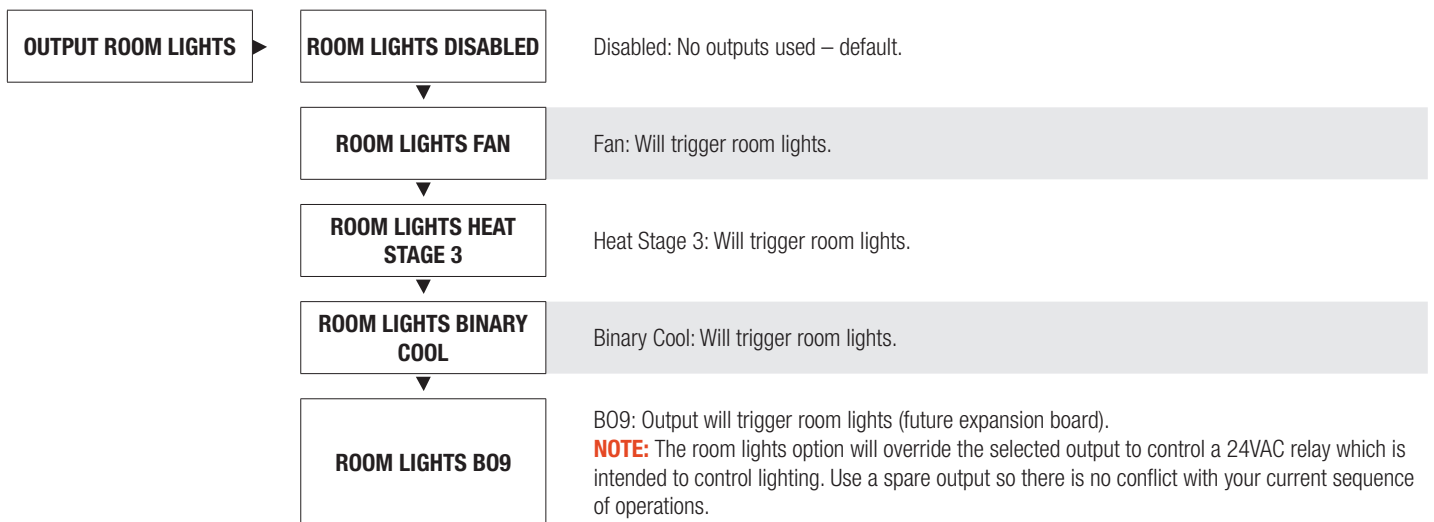 OUTPUT ROOM LIGHTS
ROOM LIGHTS DISABLED
Disabled: No outputs used – default.
ROOM LIGHTS FAN
Fan: Will trigger room lights.
ROOM LIGHTS HEAT
STAGE 3
Heat Stage 3: Will trigger room lights.
ROOM LIGHTS BINARY
COOL
Binary Cool: Will trigger room lights.
ROOM LIGHTS BO9
BO9: Output will trigger room lights (future expansion board).
NOTE: The room lights option will override the selected output to control a 24VAC relay which is
intended to control lighting. Use a spare output so there is no conflict with your current sequence
of operations.